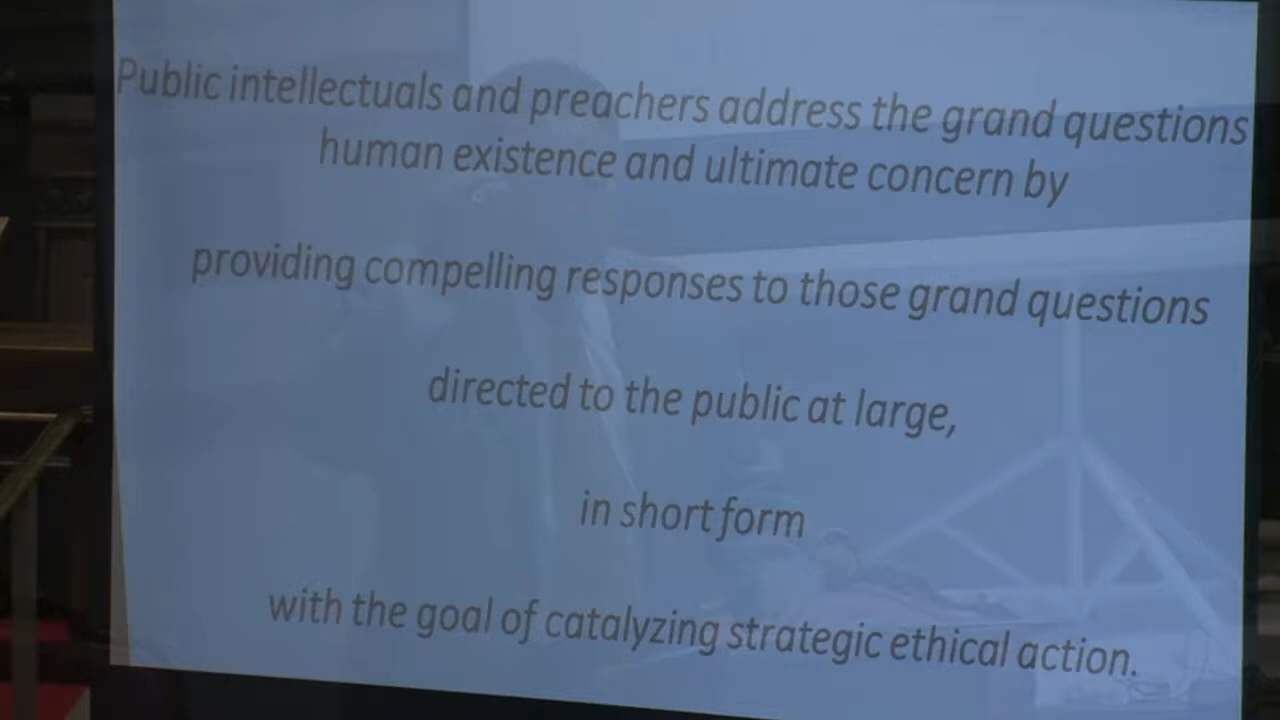 Public intellectuals and preachers address the grand questions
human existence and ultimate concern by
providing compelling responses to those grand questions
directed to the public at large,
in short form
with the goal of catalyzing strategic ethical action.